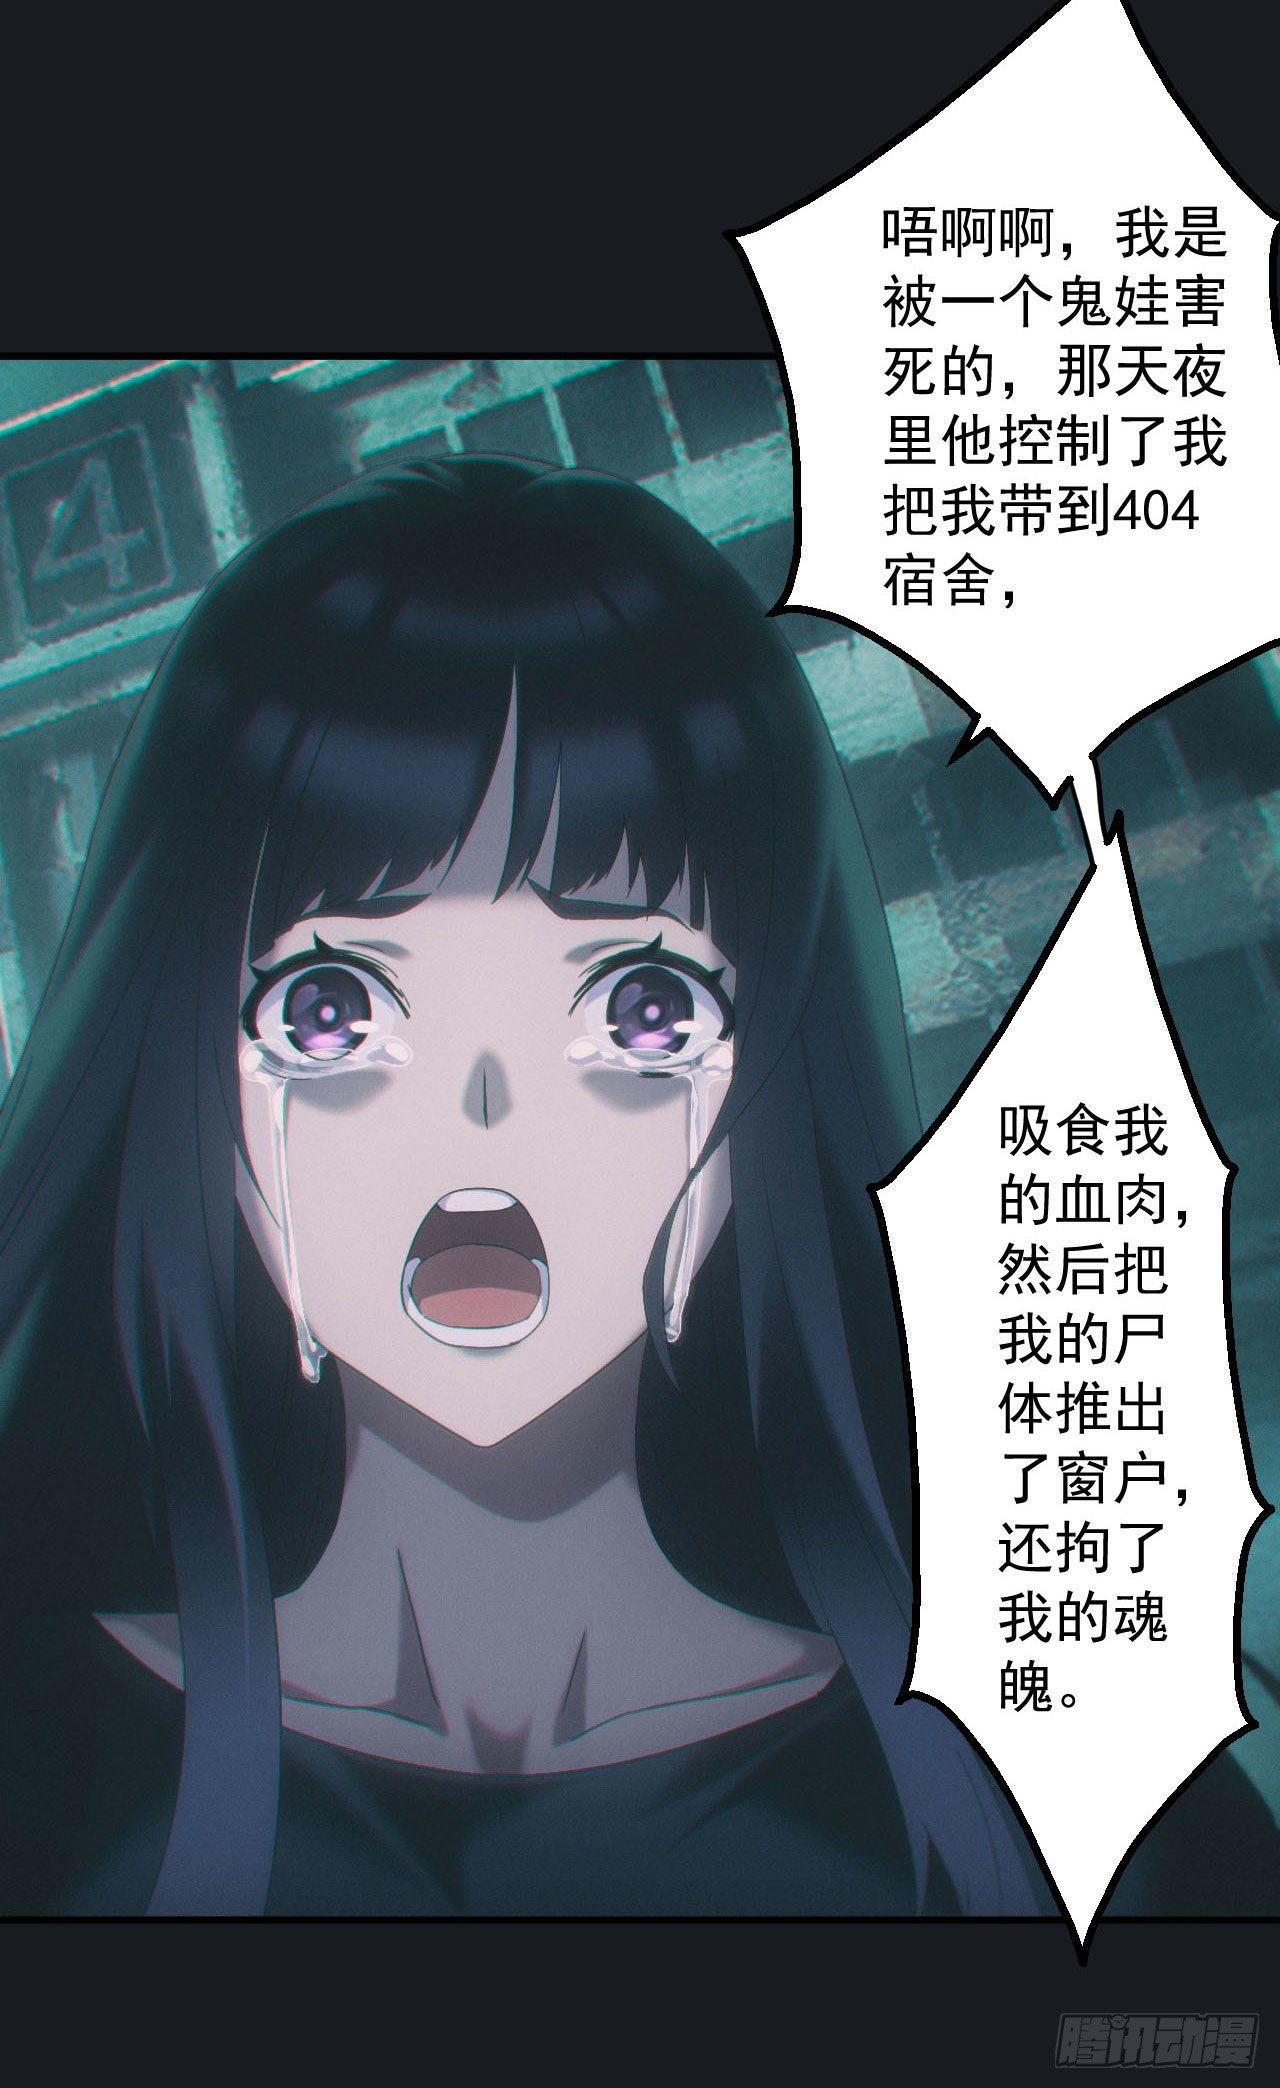 唔啊啊，我是
被一个鬼娃害
死的，那天夜
里他控制了我
把我带到404
宿舍，
4
吸食我
的血肉，
然后把
我的尸
体推出
了窗户，
还拘了
我的魂
魄。
腾讯动漫